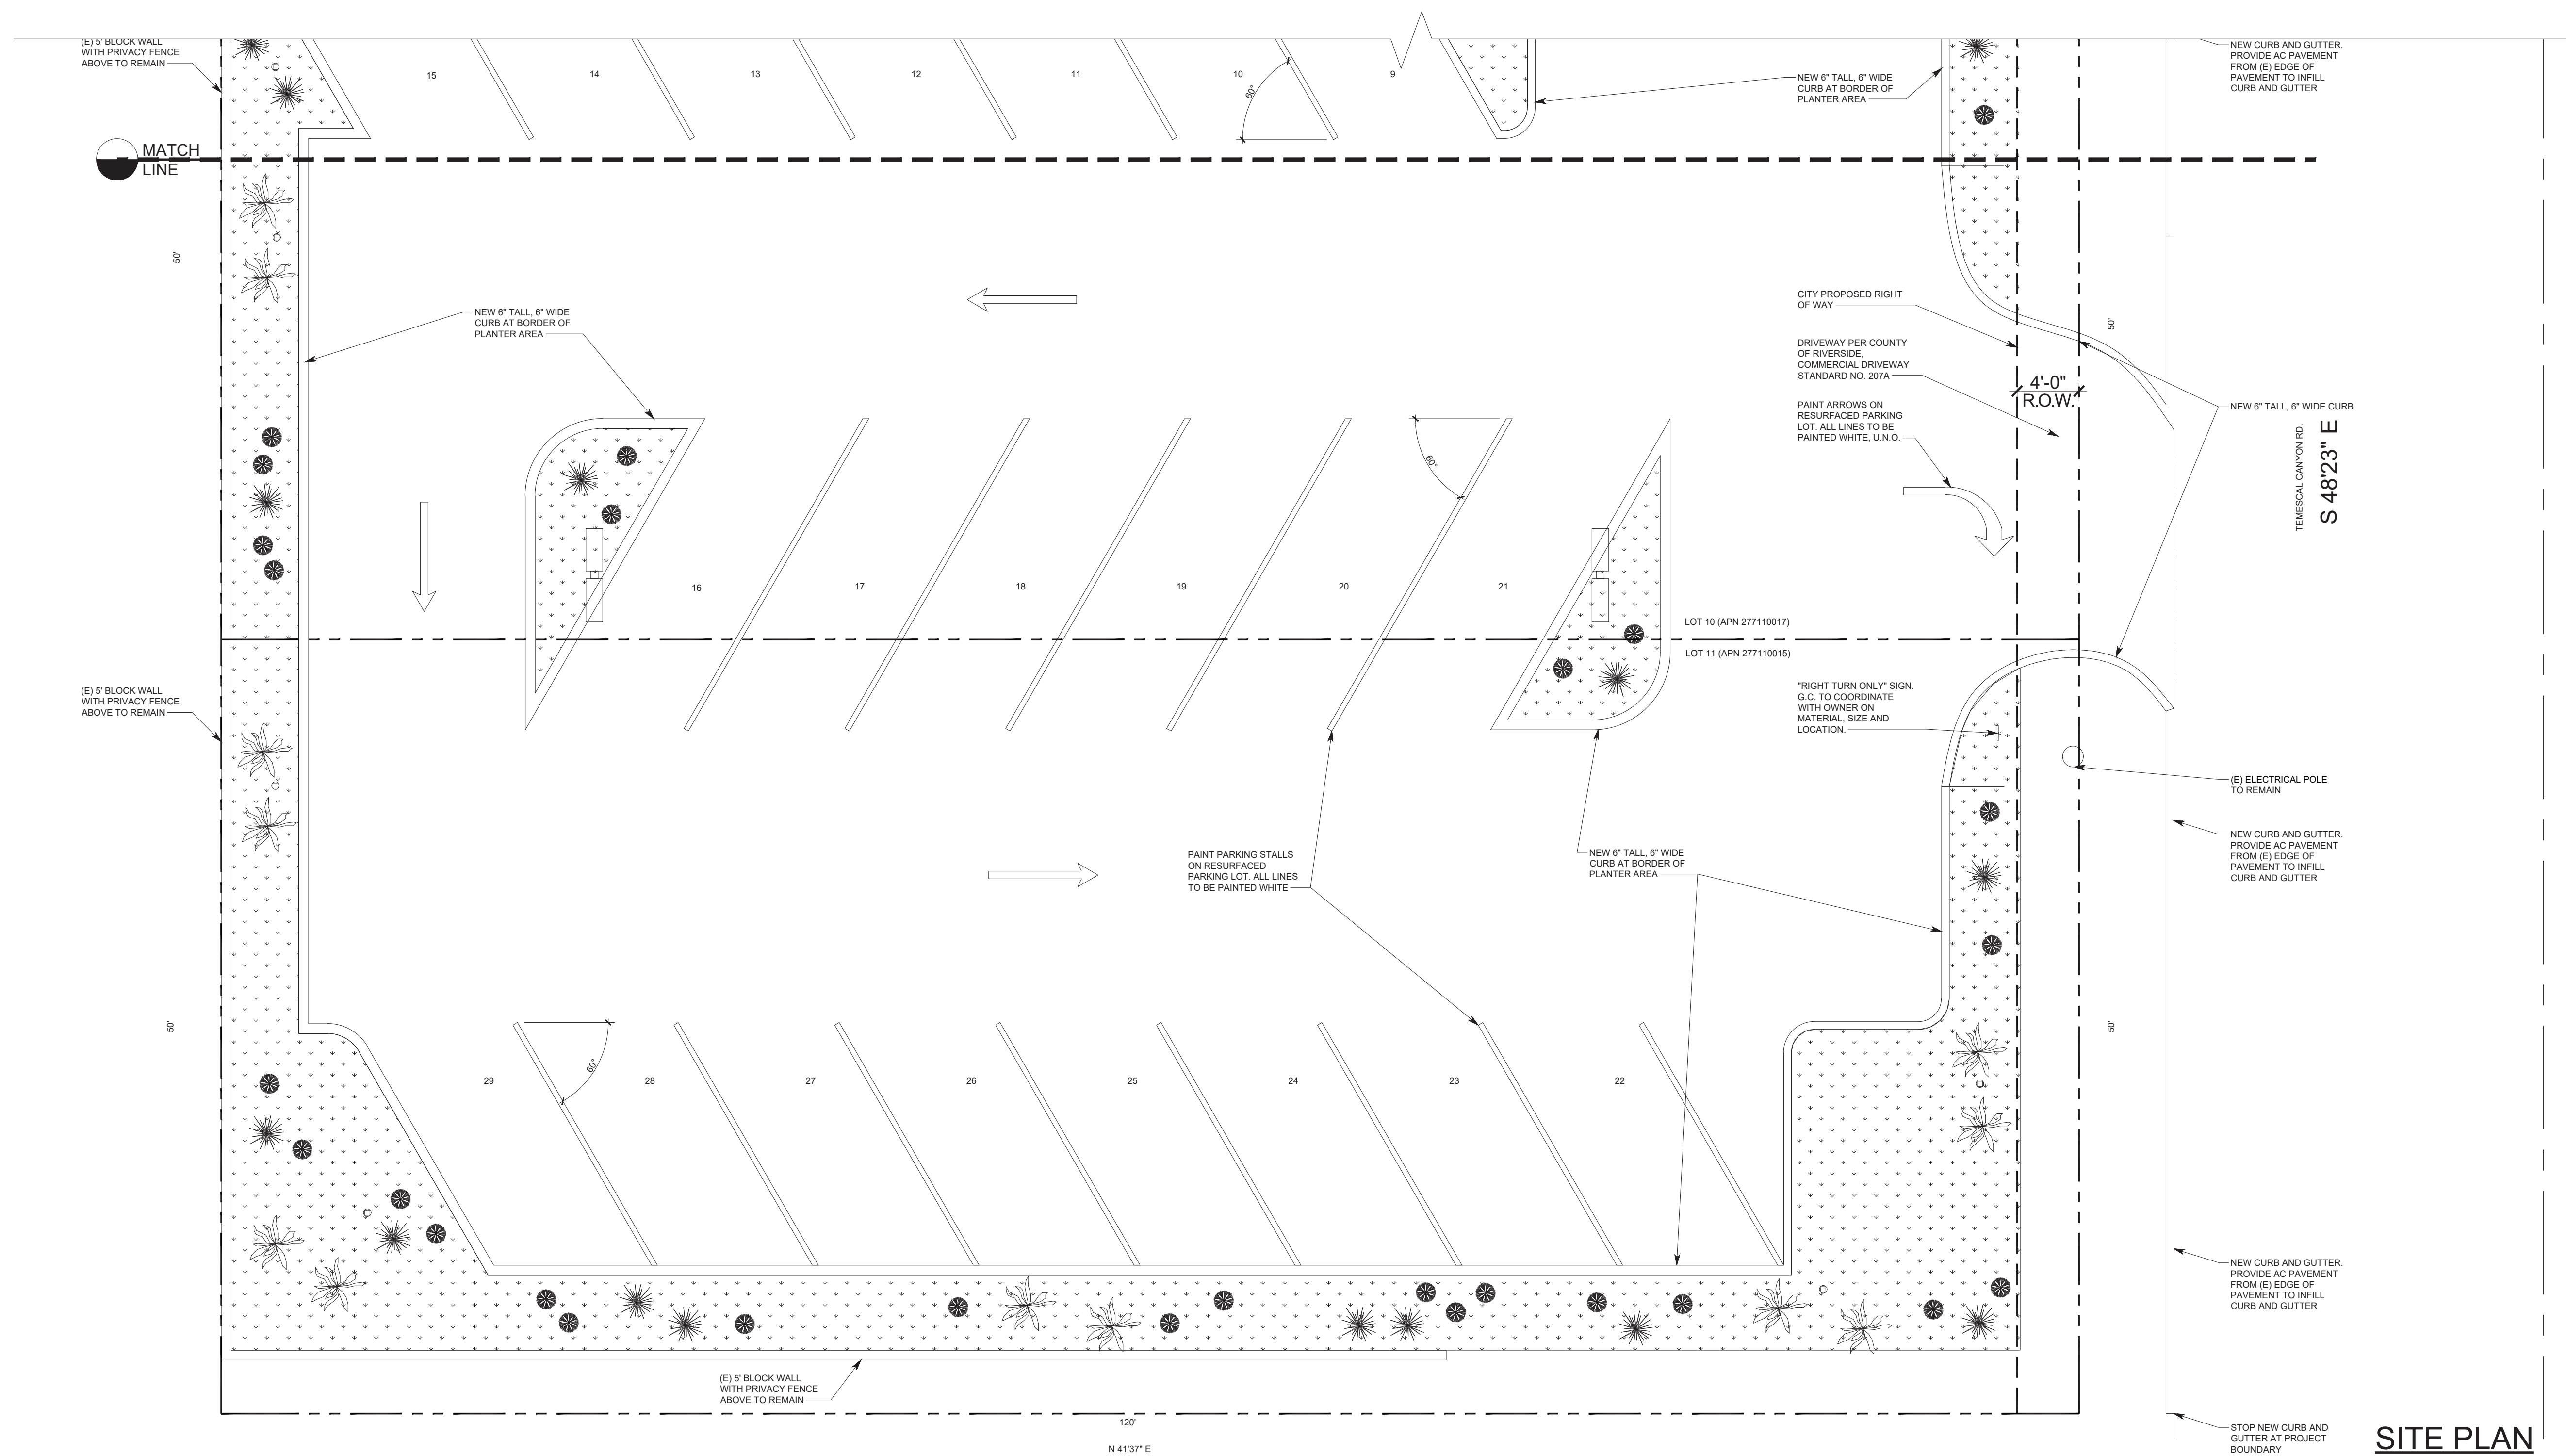 (E) 5' BLOCK WALL
WITH PRIVACY FENCE
ABOVE TO REMAIN
15
14
13
12
11
10
9
60°
NEW 6" TALL, 6" WIDE
CURB AT BORDER OF
PLANTER AREA
NEW CURB AND GUTTER.
PROVIDE AC PAVEMENT
FROM (E) EDGE OF
PAVEMENT TO INFILL
CURB AND GUTTER
MATCH
LINE
50'
NEW 6" TALL, 6" WIDE
CURB AT BORDER OF
PLANTER AREA
CITY PROPOSED RIGHT
OF WAY
50'
DRIVEWAY PER COUNTY
OF RIVERSIDE,
COMMERCIAL DRIVEWAY
STANDARD NO. 207A
4'-0"
R.O.W.
PAINT ARROWS ON
RESURFACED PARKING
LOT. ALL LINES TO BE
PAINTED WHITE, U.N.O.
NEW 6" TALL, 6" WIDE CURB
TEMESCAL CANYON RD.
S 48'23" E
60°
16
17
18
19
20
21
LOT 10 (APN 277110017)
LOT 11 (APN 277110015)
(E) 5' BLOCK WALL
WITH PRIVACY FENCE
ABOVE TO REMAIN
"RIGHT TURN ONLY" SIGN.
G.C. TO COORDINATE
WITH OWNER ON
MATERIAL, SIZE AND
LOCATION.
(E) ELECTRICAL POLE
TO REMAIN
PAINT PARKING STALLS
ON RESURFACED
PARKING LOT. ALL LINES
TO BE PAINTED WHITE
NEW 6" TALL, 6" WIDE
CURB AT BORDER OF
PLANTER AREA
NEW CURB AND GUTTER.
PROVIDE AC PAVEMENT
FROM (E) EDGE OF
PAVEMENT TO INFILL
CURB AND GUTTER
50'
50'
60°
29
28
27
26
25
24
23
22
NEW CURB AND GUTTER.
PROVIDE AC PAVEMENT
FROM (E) EDGE OF
PAVEMENT TO INFILL
CURB AND GUTTER
(E) 5' BLOCK WALL
WITH PRIVACY FENCE
ABOVE TO REMAIN
120'
N 41'37" E
STOP NEW CURB AND
GUTTER AT PROJECT
BOUNDARY
SITE PLAN